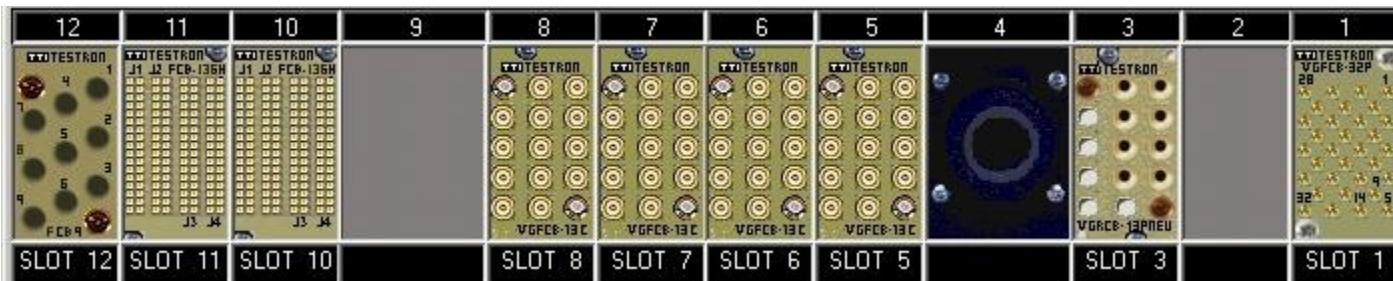 12 11 10 9 8 7 6 5 4 3 2 1
TESTRON TESTRON TESTRON TESTRON TESTRON TESTRON TESTRON TESTRON TESTRON
J1 J2 FCB-136H J1 J2 FCB-136H VGFCB-32P
4 1 28 1
7 2
5
8 3
6 9
9 32 14 5
J3 J4 J3 J4
FCB9 VGFCB-13C VGFCB-13C VGFCB-13C VGFCB-13C VGRCB-13PNEU
SLOT 12 SLOT 11 SLOT 10 SLOT 8 SLOT 7 SLOT 6 SLOT 5 SLOT 3 SLOT 1